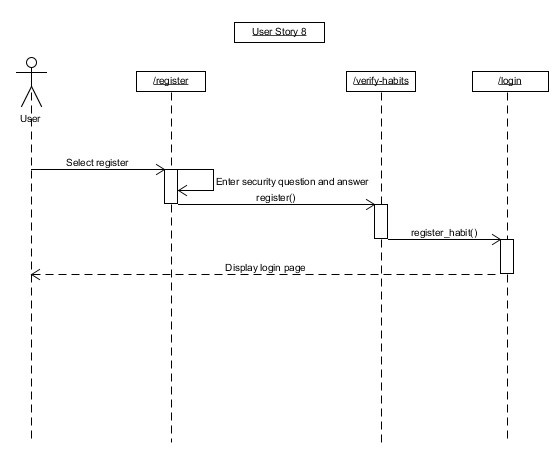 User Story 8
/register
/verify-habits
/login
User
Select register
Enter security question and answer
register()
register_habit()
Display login page